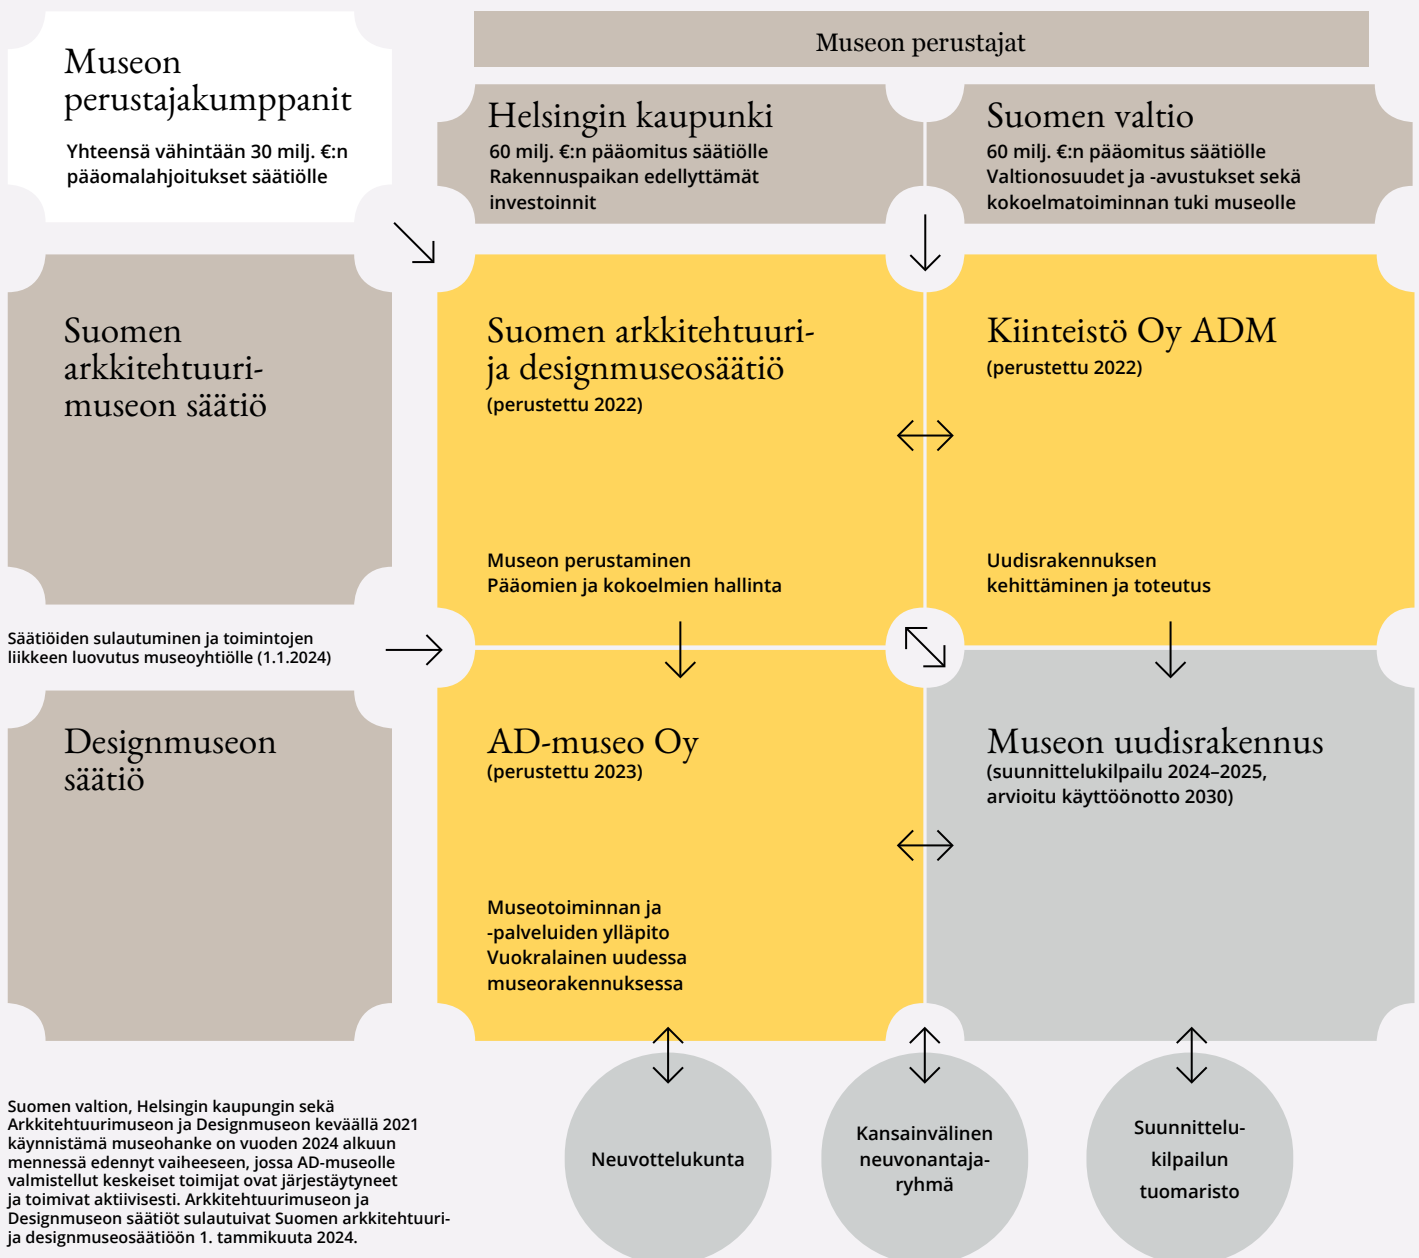 Museon
perustajakumppanit
Yhteensä vähintään 30 milj. €:n
pääomalahjoitukset säätiölle
Museon perustajat
Helsingin kaupunki
60 milj. €:n pääomitus säätiölle
Rakennuspaikan edellyttämät
investoinnit
Suomen valtio
60 milj. €:n pääomitus säätiölle
Valtionosuudet ja -avustukset sekä
kokoelmatoiminnan tuki museolle
Suomen
arkkitehtuuri-
museon säätiö
Suomen arkkitehtuuri-
ja designmuseosäätiö
(perustettu 2022)
Museon perustaminen
Pääomien ja kokoelmien hallinta
Kiinteistö Oy ADM
(perustettu 2022)
Uudisrakennuksen
kehittäminen ja toteutus
Säätiöiden sulautuminen ja toimintojen
liikkeen luovutus museoyhtiölle (1.1.2024)
Designmuseon
säätiö
AD-museo Oy
(perustettu 2023)
Museotoiminnan ja
-palveluiden ylläpito
Vuokralainen uudessa
museorakennuksessa
Museon uudisrakennus
(suunnittelukilpailu 2024–2025,
arvioitu käyttöönotto 2030)
Suomen valtion, Helsingin kaupungin sekä
Arkkitehtuurimuseon ja Designmuseon keväällä 2021
käynnistämä museohanke on vuoden 2024 alkuun
mennessä edennyt vaiheeseen, jossa AD-museolle
valmistellut keskeiset toimijat ovat järjestäytyneet
ja toimivat aktiivisesti. Arkkitehtuurimuseon ja
Designmuseon säätiöt sulautuivat Suomen arkkitehtuuri-
ja designmuseosäätiöön 1. tammikuuta 2024.
Neuvottelukunta
Kansainvälinen
neuvonantaja-
ryhmä
Suunnittelu-
kilpailun
tuomaristo